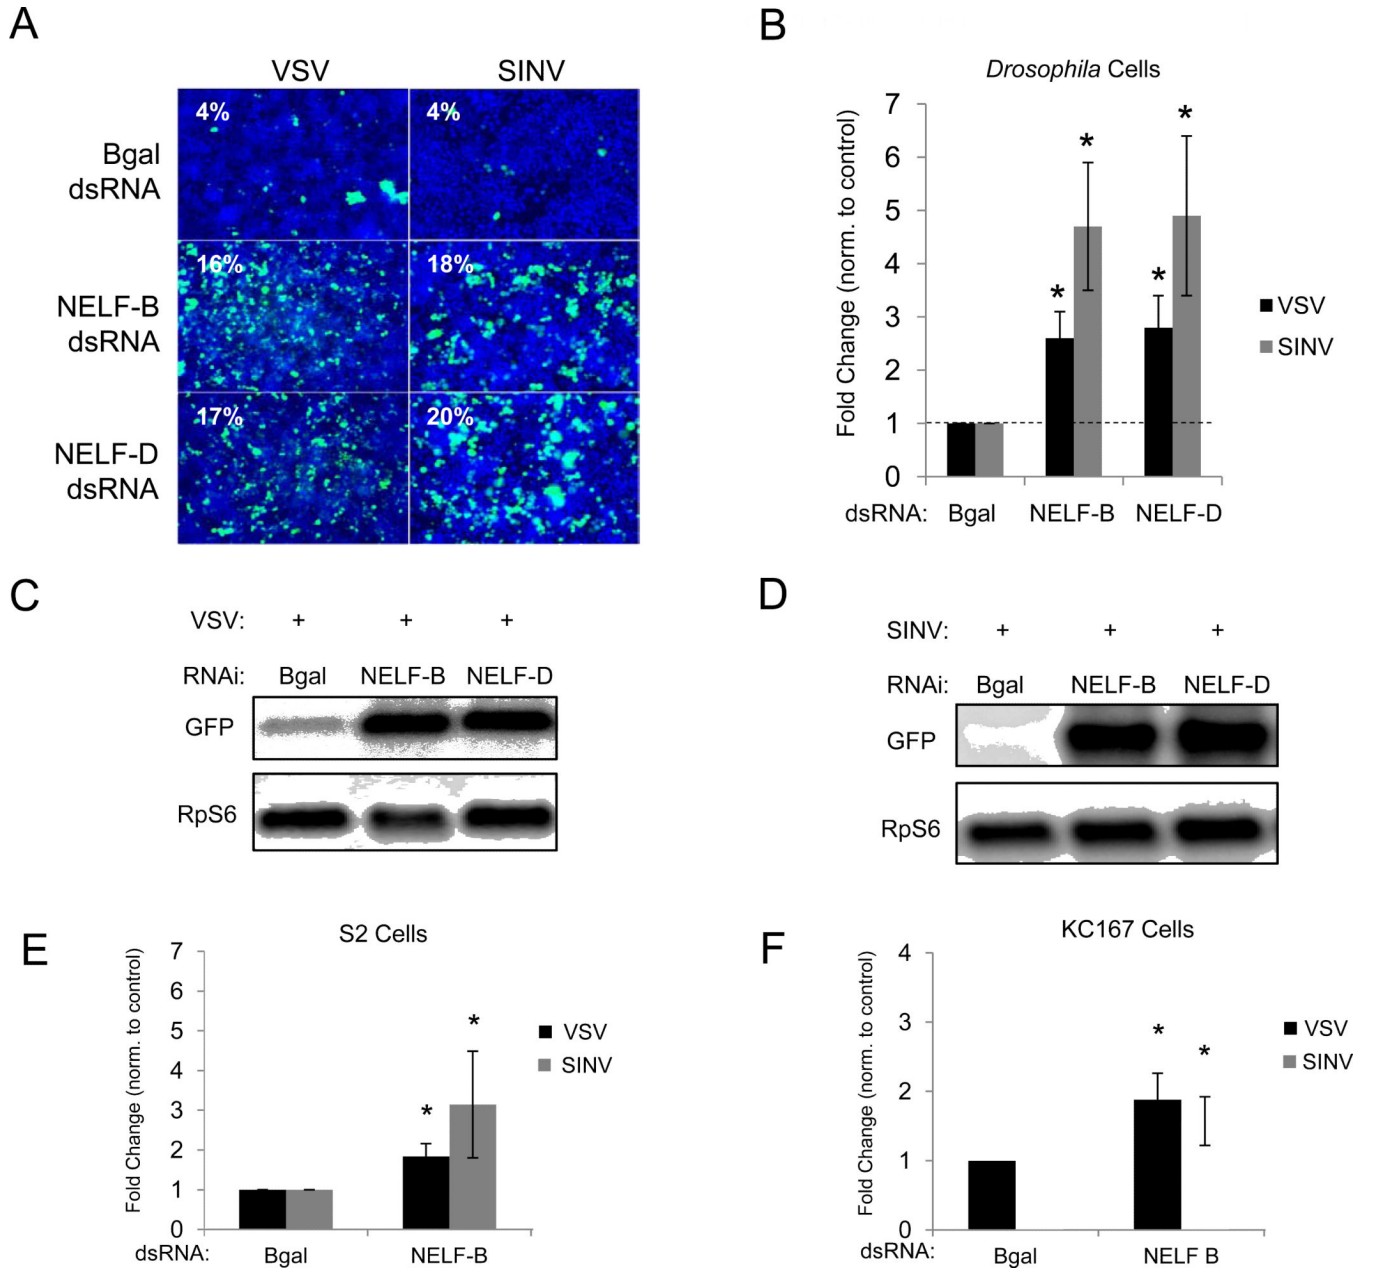 A
VSV
SINV
Bgal
dsRNA
4%
4%
NELF-B
dsRNA
16%
18%
NELF-D
dsRNA
17%
20%
B
Drosophila Cells
Fold Change (norm. to control)
7
6
5
4
3
2
1
0
*
*
*
*
VSV
SINV
dsRNA: Bgal NELF-B NELF-D
C
VSV: + + +
RNAi: Bgal NELF-B NELF-D
GFP
RpS6
D
SINV: + + +
RNAi: Bgal NELF-B NELF-D
GFP
RpS6
E
S2 Cells
Fold Change (norm. to control)
7
6
5
4
3
2
1
0
*
*
VSV
SINV
dsRNA: Bgal NELF-B
F
KC167 Cells
Fold Change (norm. to control)
4
3
2
1
0
*
*
VSV
SINV
dsRNA: Bgal NELF B